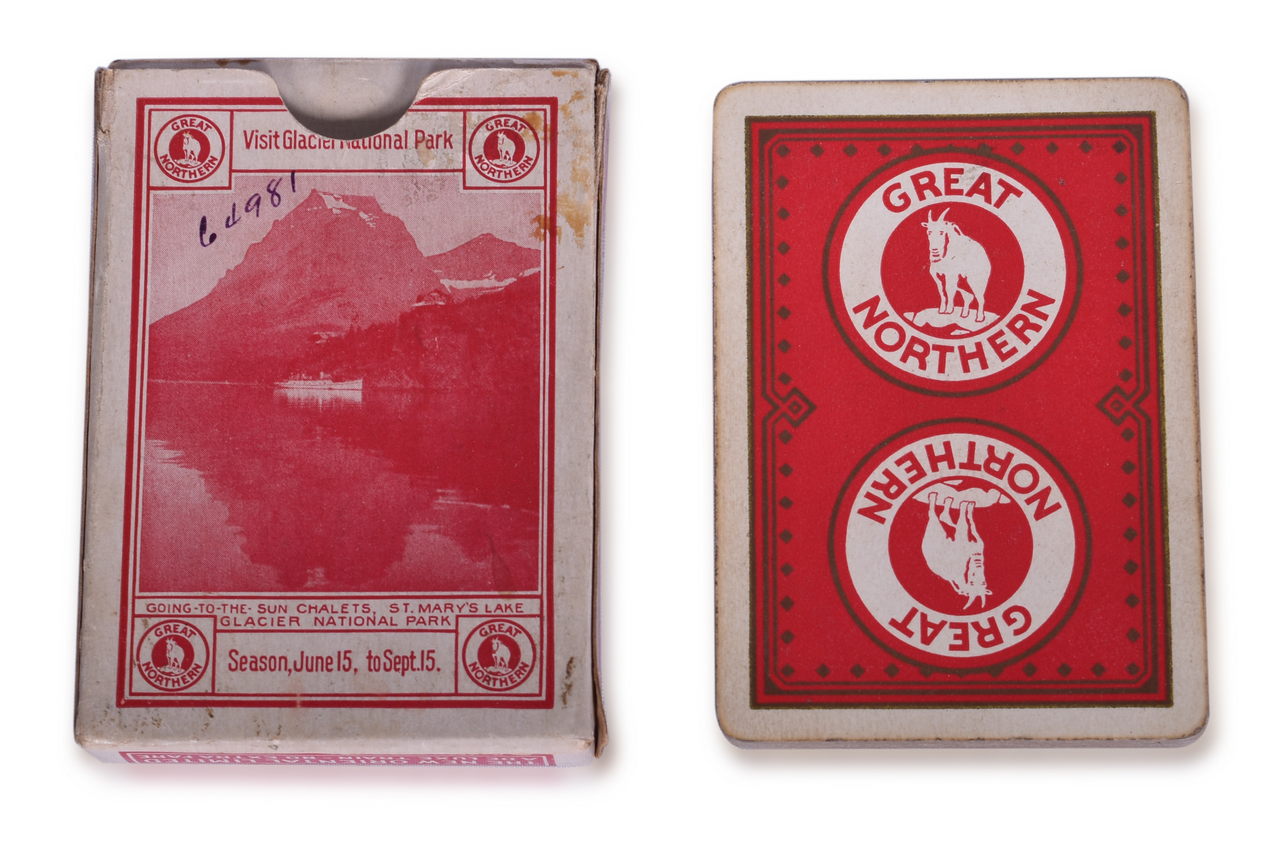 GREAT
NORTHERN
Visit Glacier National Park
GREAT
NORTHERN
64981
GOING-TO-THE-SUN CHALETS, ST. MARY'S LAKE
GLACIER NATIONAL PARK
GREAT
NORTHERN
Season, June 15, to Sept. 15.
GREAT
NORTHERN
GREAT
NORTHERN
GREAT
NORTHERN